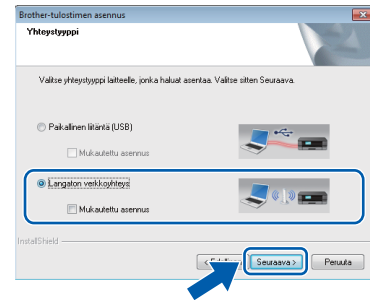 Brother-tulostimen asennus
Yhteystyyppi
Valitse yhteystyyppi laitteelle, jonka haluat asentaa. Valitse sitten Seuraava.
Paikallinen liitäntä (USB)
Mukautettu asennus
Langaton verkkoyhteys
Mukautettu asennus
InstallShield
Seuraava > Peruuta